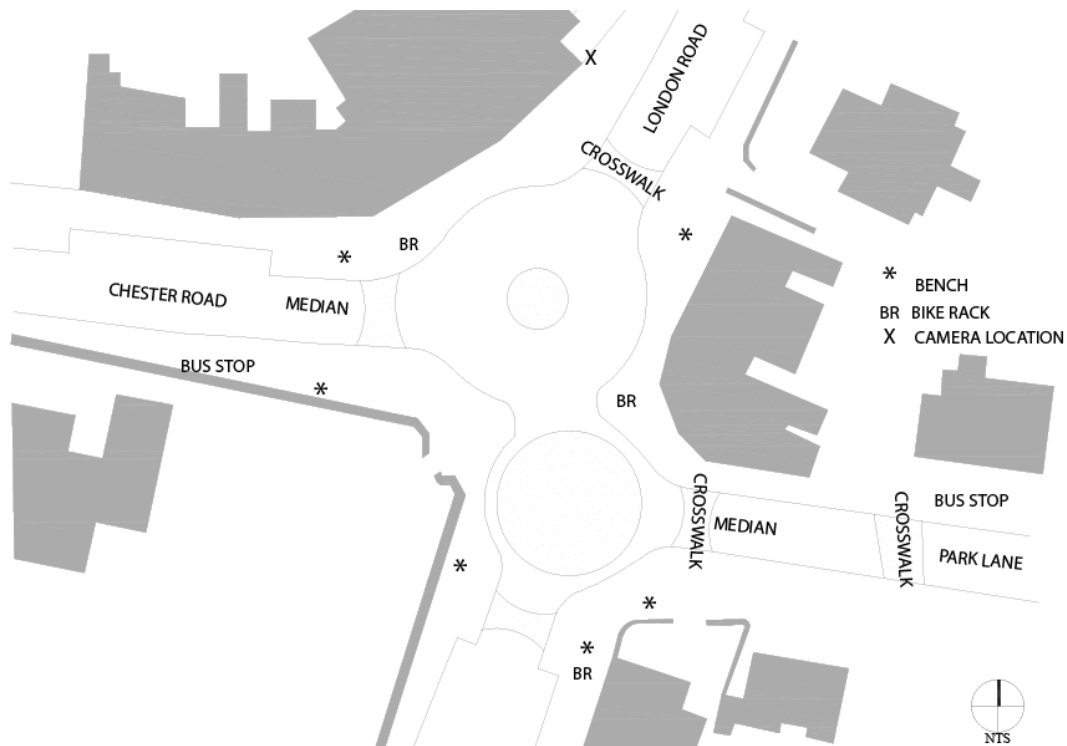 X
LONDON ROAD
CROSSWALK
*
BR
*
* BENCH
BR BIKE RACK
X CAMERA LOCATION
CHESTER ROAD
MEDIAN
BUS STOP
*
BR
CROSSWALK
MEDIAN
CROSSWALK
BUS STOP
PARK LANE
*
*
*
BR
NTS